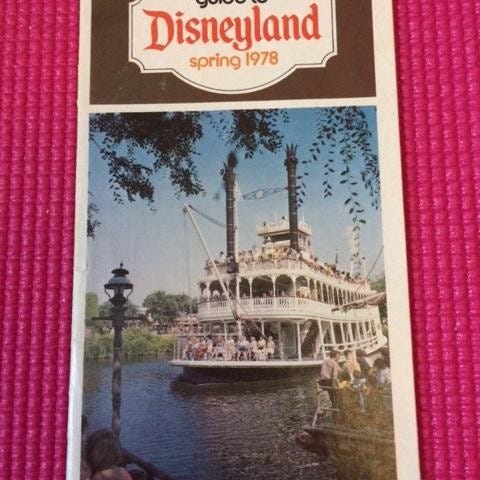 guide to
Disneyland
spring 1978